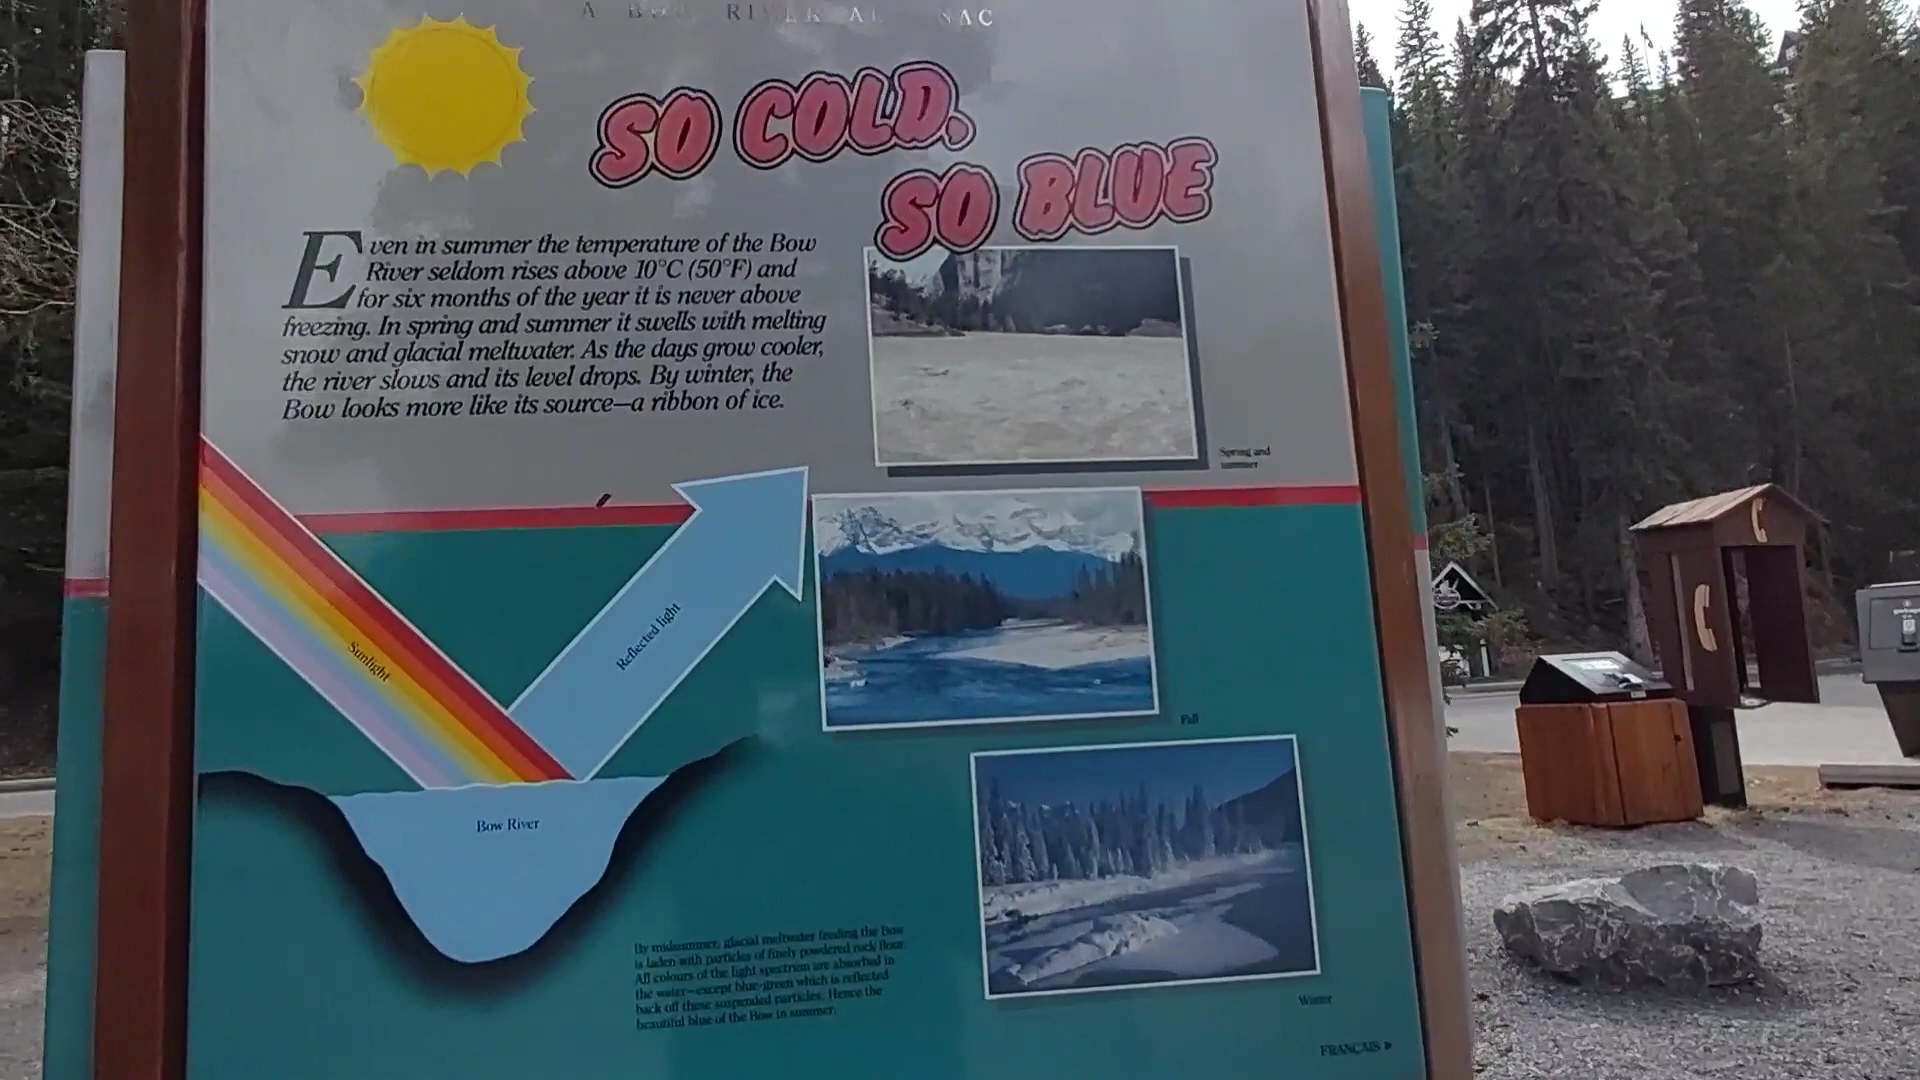 A BOW RIVER ALMANAC
SO COLD,
SO BLUE
Even in summer the temperature of the Bow
River seldom rises above 10°C (50°F) and
for six months of the year it is never above
freezing. In spring and summer it swells with melting
snow and glacial meltwater. As the days grow cooler,
the river slows and its level drops. By winter, the
Bow looks more like its source—a ribbon of ice.
Spring and
summer
Sunlight
Reflected light
Fall
Bow River
By midsummer, glacial meltwater feeding the Bow
is laden with particles of finely powdered rock flour.
All colours of the light spectrum are absorbed in
the water—except blue-green which is reflected
back off these suspended particles. Hence the
beautiful blue of the Bow in summer.
Winter
FRANCAIS